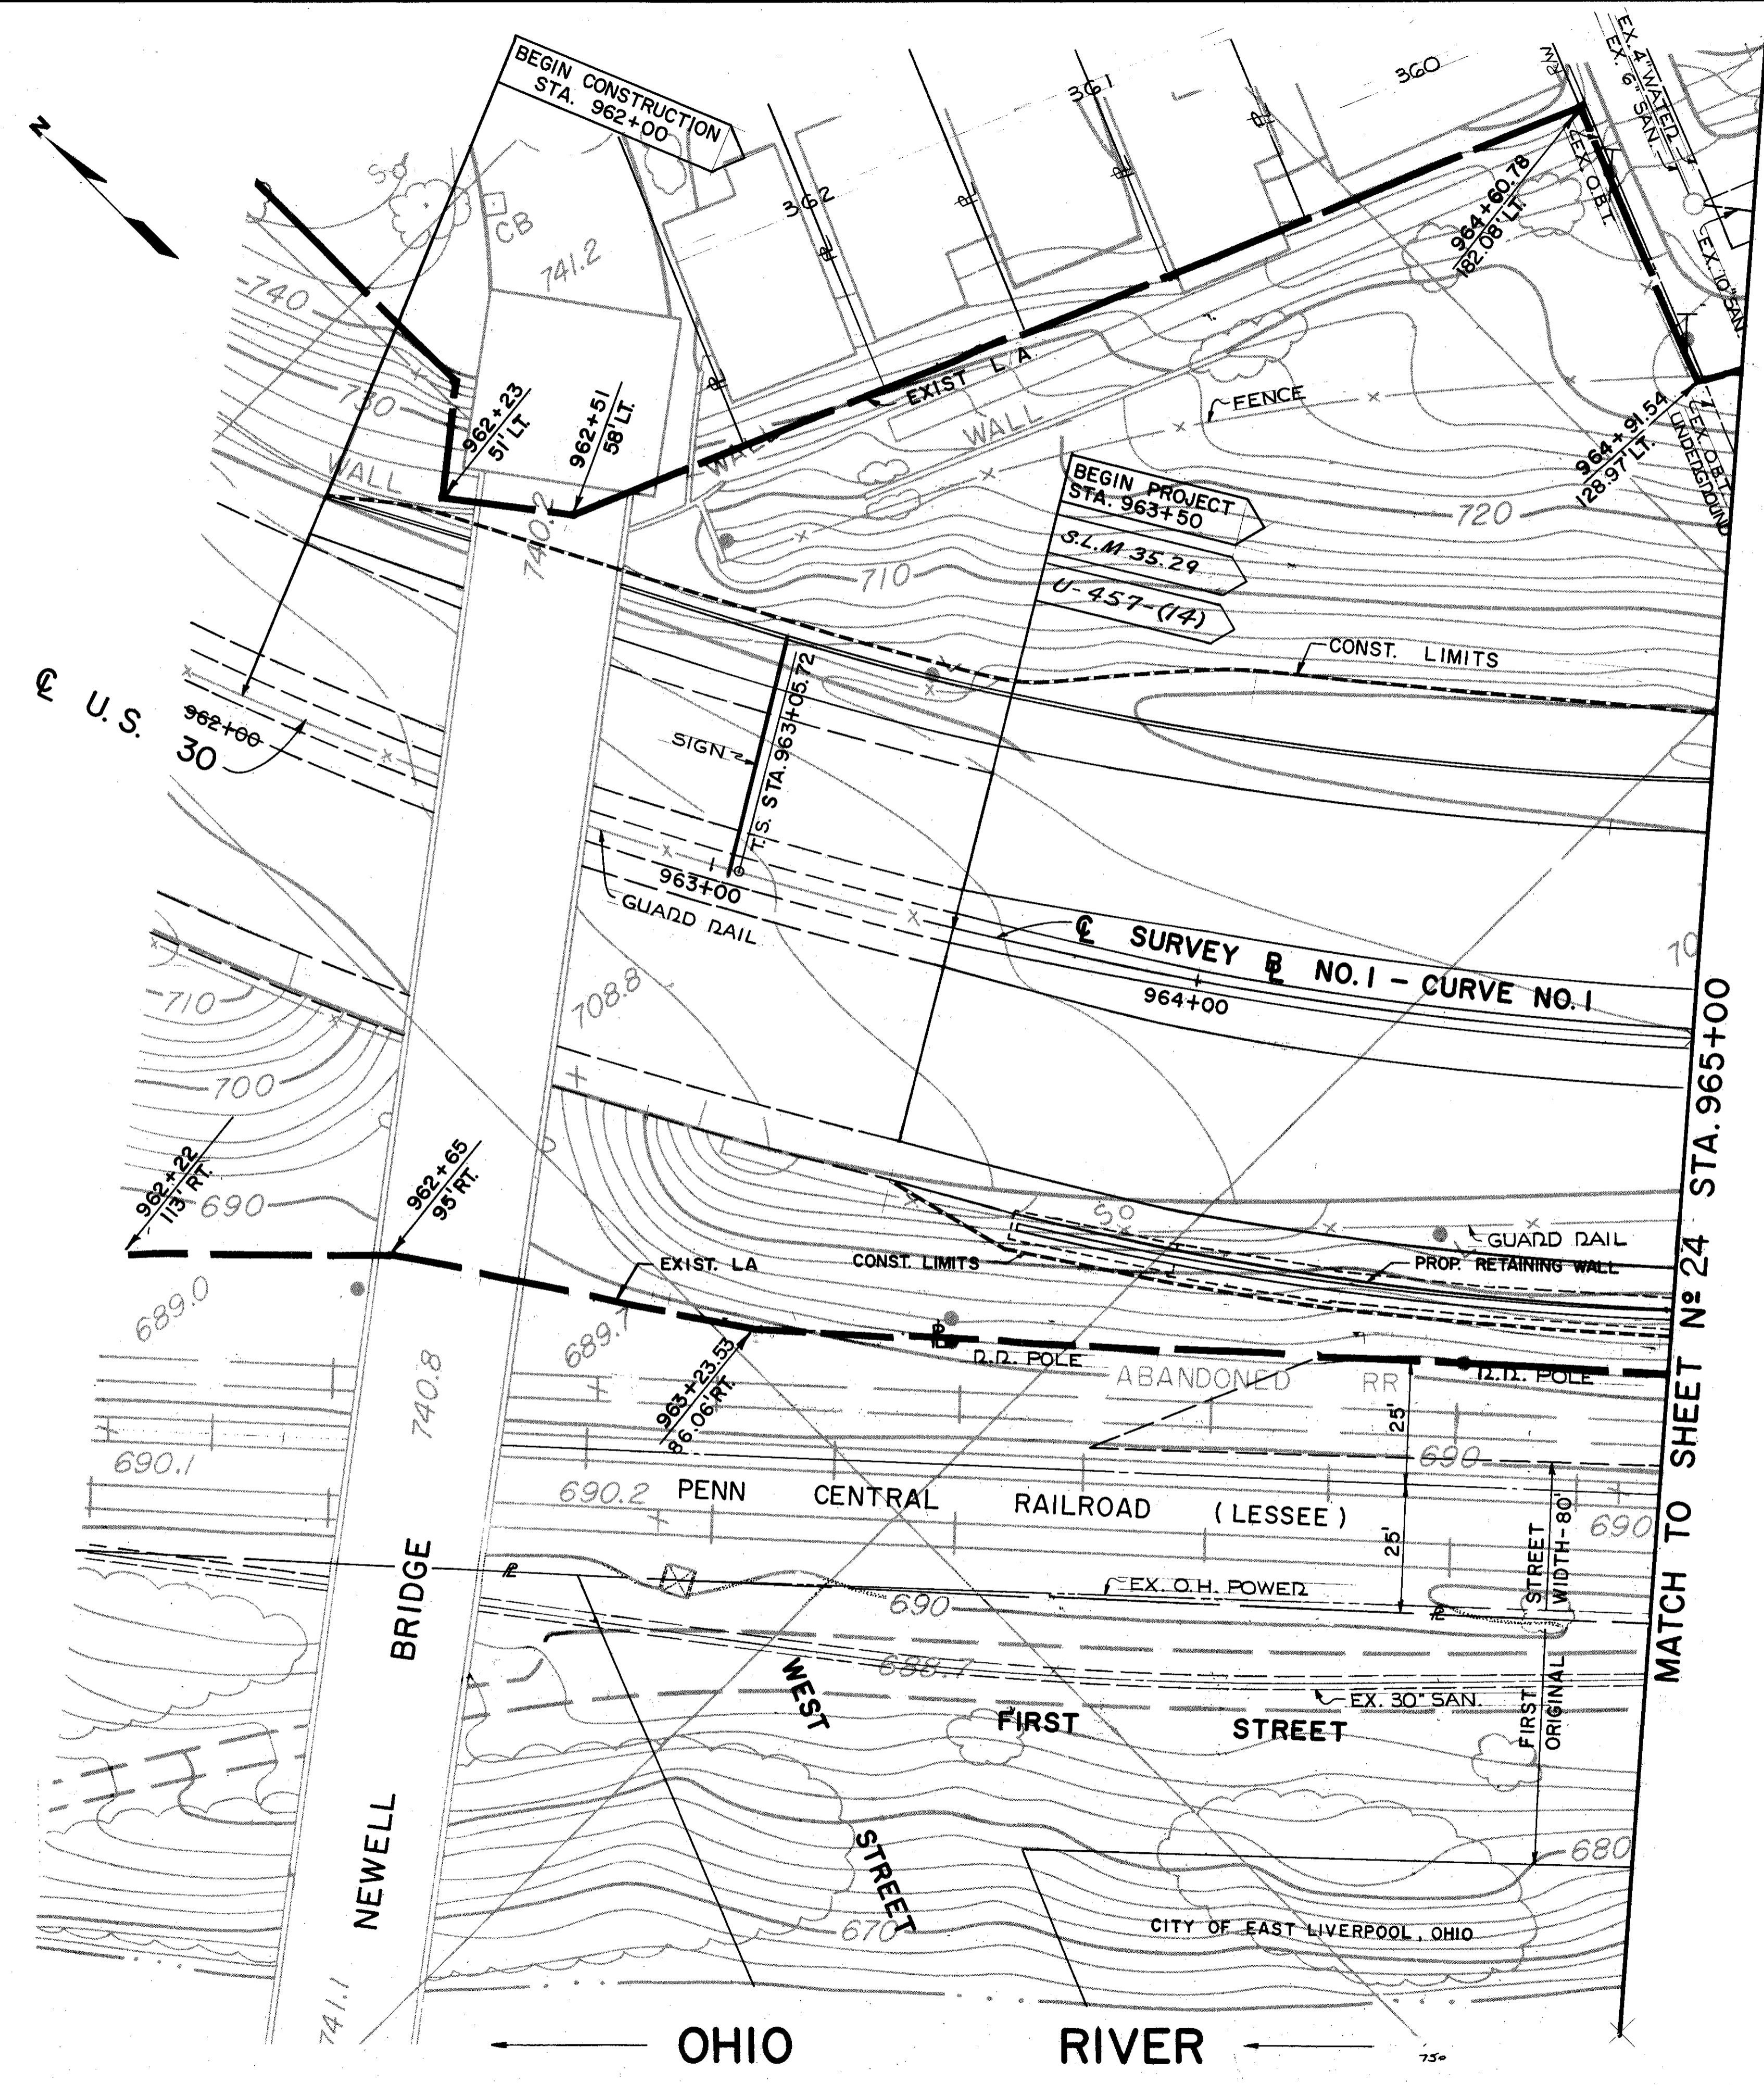 BEGIN CONSTRUCTION
STA. 962+00
N
S
CB
741.2
362
361
360
R/W
EX. 4" WATER
EX. 6" SAN.
EX. O.B.T.
EX. 10" SAN.
964+60.78
182.08' LT.
740
730
962+23
51' LT.
962+51
58' LT.
EXIST L A
WALL
WALL
WALL
740.2
FENCE
964+91.54
128.97' LT.
EX. O.B.T.
UNDERGROUND
BEGIN PROJECT
STA. 963+50
S.L.M 35.29
U-457-(14)
720
710
CONST. LIMITS
℄ U.S. 30
962+00
SIGN
T.S. STA. 963+05.72
963+00
GUARD RAIL
℄ SURVEY BL NO. 1 - CURVE NO. 1
964+00
70
708.8
710
700
690
962+22
113' RT.
962+65
95' RT.
EXIST. LA
CONST. LIMITS
GUARD RAIL
PROP. RETAINING WALL
689.0
689.7
963+23.53
86.06' RT.
R.R. POLE
R.R. POLE
ABANDONED RR
25'
690
740.8
690.1
690.2
PENN CENTRAL RAILROAD (LESSEE)
25'
690
EX. O.H. POWER
690
688.7
EX. 30" SAN.
FIRST STREET
ORIGINAL WIDTH-80'
WEST
STREET
FIRST STREET
680
670
CITY OF EAST LIVERPOOL, OHIO
NEWELL BRIDGE
741.1
OHIO RIVER
750
MATCH TO SHEET Nº 24 STA. 965+00